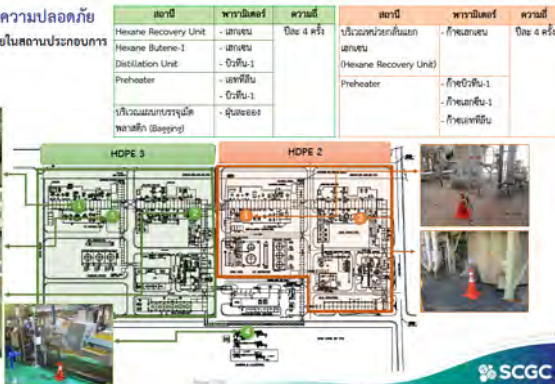 ความปลอดภัย
ยในสถานประกอบการ
สถานี พารามิเตอร์ ความถี่
Hexane Recovery Unit - เฮกเซน ปีละ 4 ครั้ง
Hexane Butene-1 - เฮกเซน
Distillation Unit - บิวทีน-1
Preheater - เอททีลีน
- บิวทีน-1
บริเวณแผนกบรรจุเม็ด - ฝุ่นละออง
พลาสติก (Bagging)
สถานี พารามิเตอร์ ความถี่
บริเวณหน่วยกลั่นแยก - ก๊าซเฮกเซน ปีละ 4 ครั้ง
เฮกเซน
(Hexane Recovery Unit)
Preheater - ก๊าซบิวทีน-1
- ก๊าซเฮกซีน-1
- ก๊าซเอททีลีน
HDPE 3
HDPE 2
1
2
1
2
4
SCGC